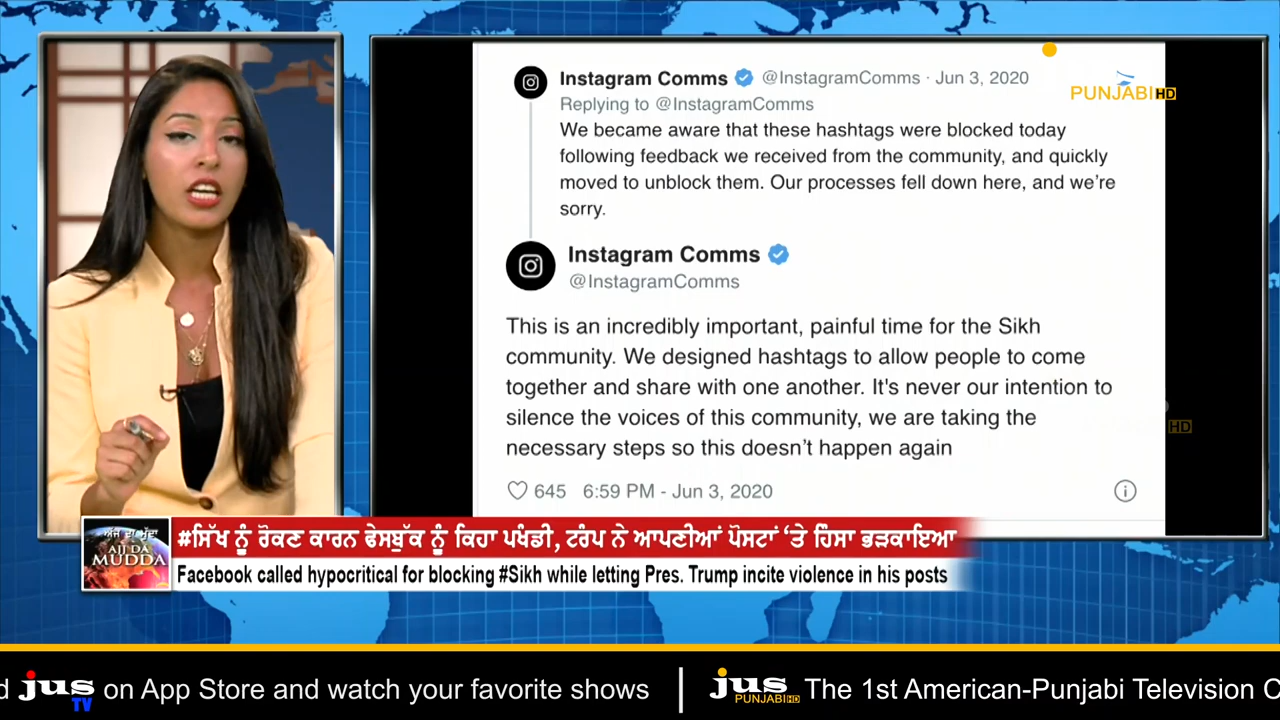 Instagram Comms @InstagramComms · Jun 3, 2020
Replying to @InstagramComms
We became aware that these hashtags were blocked today
following feedback we received from the community, and quickly
moved to unblock them. Our processes fell down here, and we’re
sorry.
PUNJABI HD
Instagram Comms
@InstagramComms
This is an incredibly important, painful time for the Sikh
community. We designed hashtags to allow people to come
together and share with one another. It's never our intention to
silence the voices of this community, we are taking the
necessary steps so this doesn’t happen again
HD
645 6:59 PM - Jun 3, 2020
ਅੱਜ ਦਾ ਮੁੱਦਾ
AJJ DA
MUDDA
#ਸਿੱਖ ਨੂੰ ਰੋਕਣ ਕਾਰਨ ਫੇਸਬੁੱਕ ਨੂੰ ਕਿਹਾ ਪਖੰਡੀ, ਟਰੰਪ ਨੇ ਆਪਣੀਆਂ ਪੋਸਟਾਂ ‘ਤੇ ਹਿੰਸਾ ਭੜਕਾਇਆ
Facebook called hypocritical for blocking #Sikh while letting Pres. Trump incite violence in his posts
d jus TV on App Store and watch your favorite shows | jus PUNJABI HD The 1st American-Punjabi Television C